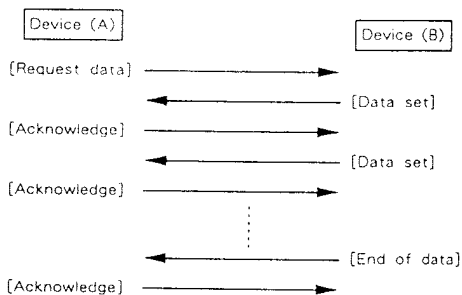 Device (A)
Device (B)
[Request data]
[Data set]
[Acknowledge]
[Data set]
[Acknowledge]
[End of data]
[Acknowledge]